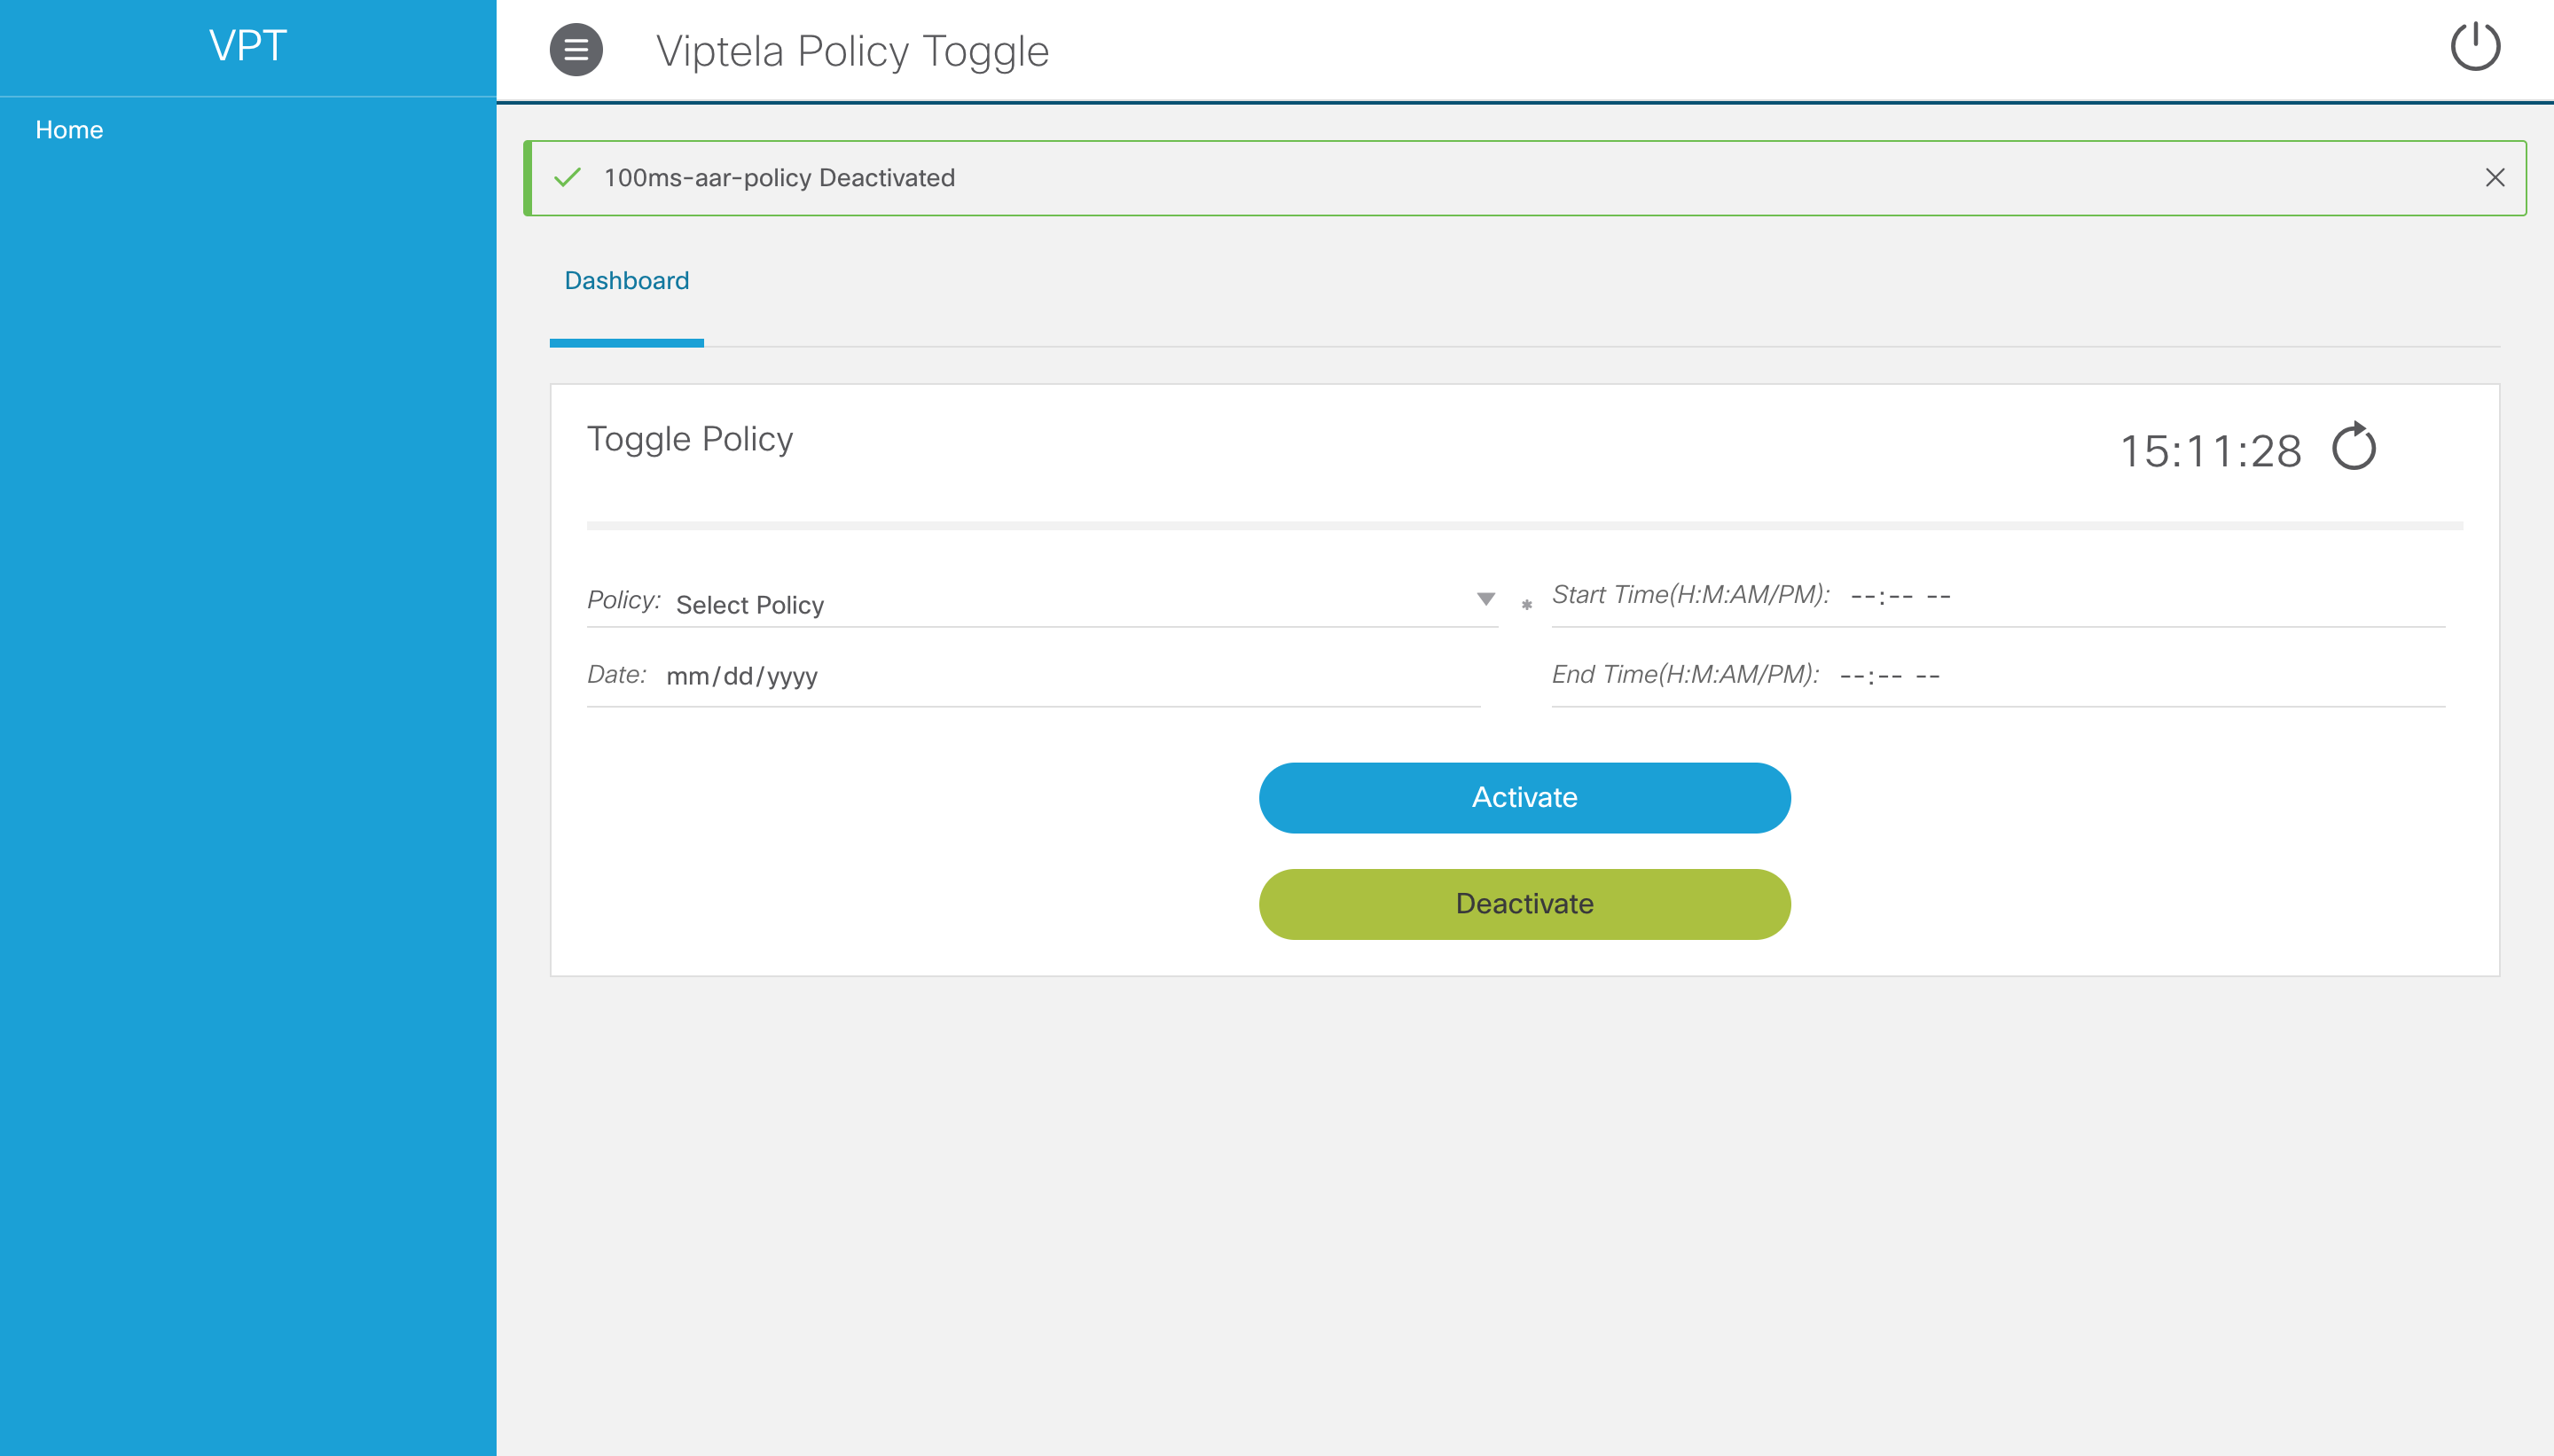 VPT
Viptela Policy Toggle
Home
100ms-aar-policy Deactivated
Dashboard
Toggle Policy
15:11:28
Policy: Select Policy
* Start Time(H:M:AM/PM): --:-- --
Date: mm/dd/yyyy
End Time(H:M:AM/PM): --:-- --
Activate
Deactivate